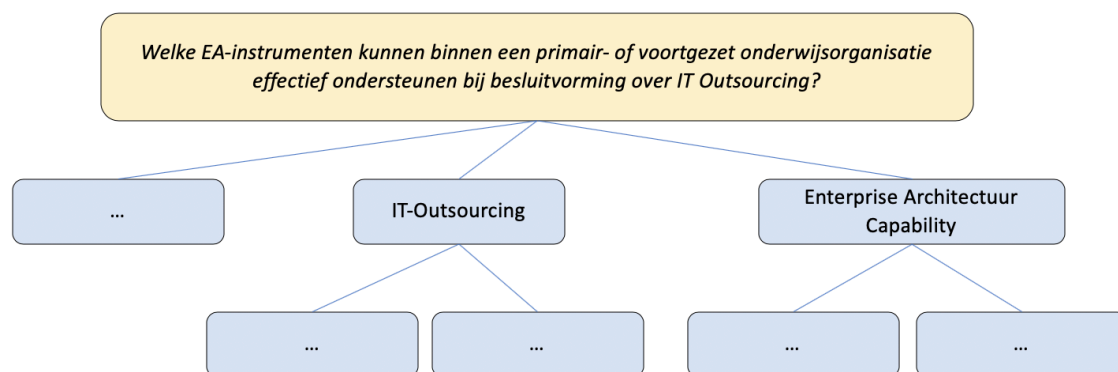 Welke EA-instrumenten kunnen binnen een primair- of voortgezet onderwijsorganisatie
effectief ondersteunen bij besluitvorming over IT Outsourcing?
...
IT-Outsourcing
Enterprise Architectuur
Capability
...
...
...
...